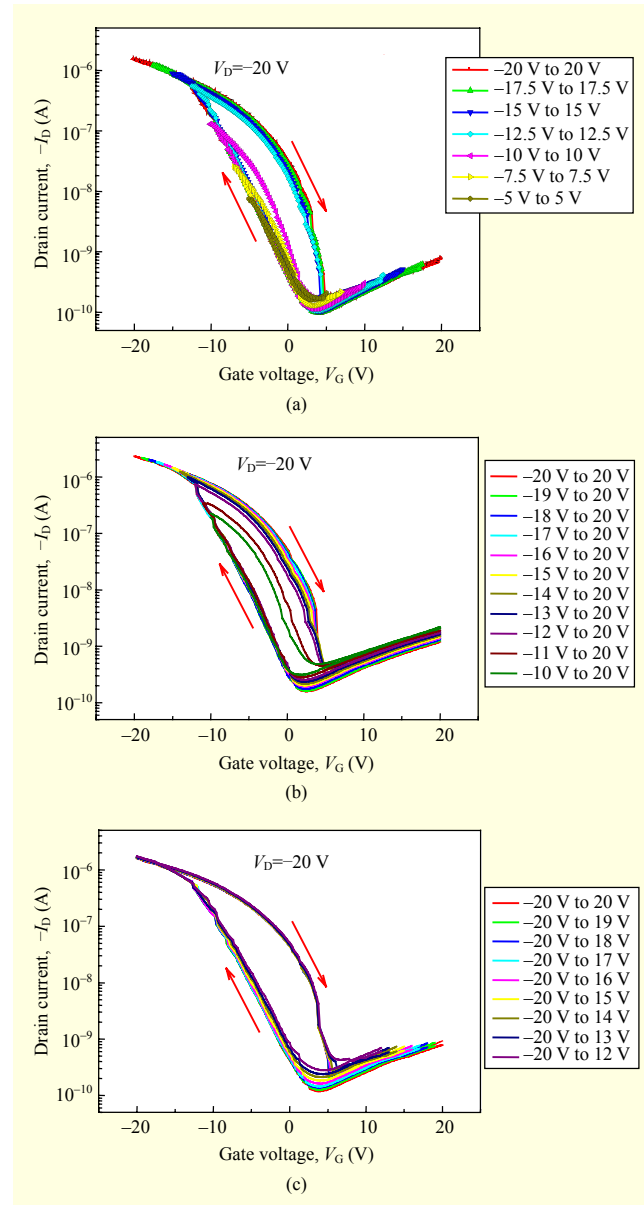 V_D=–20 V
Drain current, –I_D (A)
10^–6
10^–7
10^–8
10^–9
10^–10
–20 –10 0 10 20
Gate voltage, V_G (V)
–20 V to 20 V
–17.5 V to 17.5 V
–15 V to 15 V
–12.5 V to 12.5 V
–10 V to 10 V
–7.5 V to 7.5 V
–5 V to 5 V
(a)
V_D=–20 V
Drain current, –I_D (A)
10^–6
10^–7
10^–8
10^–9
10^–10
–20 –10 0 10 20
Gate voltage, V_G (V)
–20 V to 20 V
–19 V to 20 V
–18 V to 20 V
–17 V to 20 V
–16 V to 20 V
–15 V to 20 V
–14 V to 20 V
–13 V to 20 V
–12 V to 20 V
–11 V to 20 V
–10 V to 20 V
(b)
V_D=–20 V
Drain current, –I_D (A)
10^–6
10^–7
10^–8
10^–9
10^–10
–20 –10 0 10 20
Gate voltage, V_G (V)
–20 V to 20 V
–20 V to 19 V
–20 V to 18 V
–20 V to 17 V
–20 V to 16 V
–20 V to 15 V
–20 V to 14 V
–20 V to 13 V
–20 V to 12 V
(c)